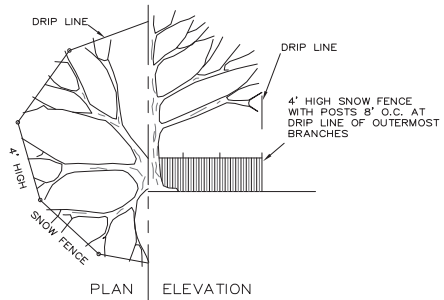 DRIP LINE
DRIP LINE
4' HIGH SNOW FENCE
WITH POSTS 8' O.C. AT
DRIP LINE OF OUTERMOST
BRANCHES
4' HIGH
SNOW FENCE
PLAN
ELEVATION